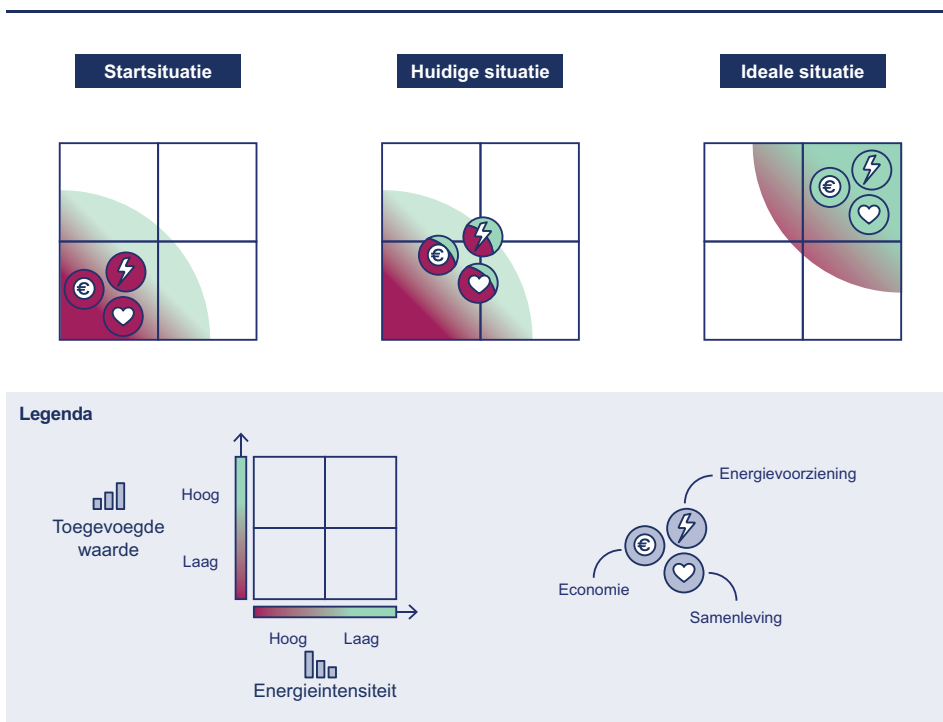 Startsituatie
Huidige situatie
Ideale situatie
€
€
€
Legenda
Toegevoegde
waarde
Hoog
Laag
Hoog
Laag
Energieintensiteit
Energievoorziening
€
Economie
Samenleving